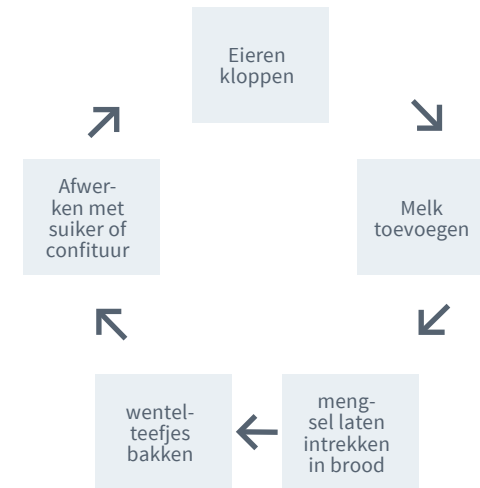 Eieren
kloppen
Melk
toevoegen
meng-
sel laten
intrekken
in brood
wentel-
teefjes
bakken
Afwer-
ken met
suiker of
confituur